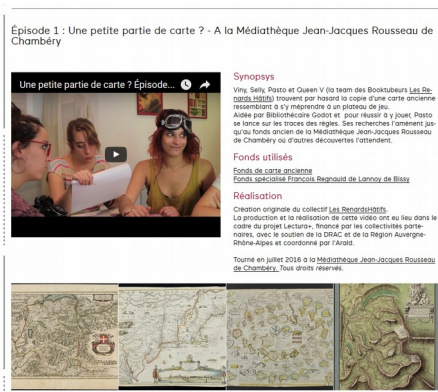 Épisode 1 : Une petite partie de carte ? - A la Médiathèque Jean-Jacques Rousseau de
Chambéry
Une petite partie de carte ? Épisode...
Synopsys
Viny, Selly, Pasto et Queen V (la team des Booktubeurs Les Re-
nards Hâtifs) trouvent par hasard la copie d'une carte ancienne
ressemblant à s'y méprendre à un plateau de jeu.
Aidée par Bibliothécaire Godot et pour réussir à y jouer, Pasto
se lance sur les traces des règles. Ses recherches l'amènent jus-
qu'au fonds ancien de la Médiathèque Jean-Jacques Rousseau
de Chambéry où d'autres découvertes l'attendent.
Fonds utilisés
Fonds de carte ancienne
Fonds spécialisé François Regnauld de Lannoy de Bissy
Réalisation
Création originale du collectif Les RenardsHâtifs.
La production et la réalisation de cette vidéo ont eu lieu dans le
cadre du projet Lectura+, financé par les collectivités parte-
naires, avec le soutien de la DRAC et de la Région Auvergne-
Rhône-Alpes et coordonné par l'Arald.
Tourné en juillet 2016 à la Médiathèque Jean-Jacques Rousseau
de Chambéry. Tous droits réservés.